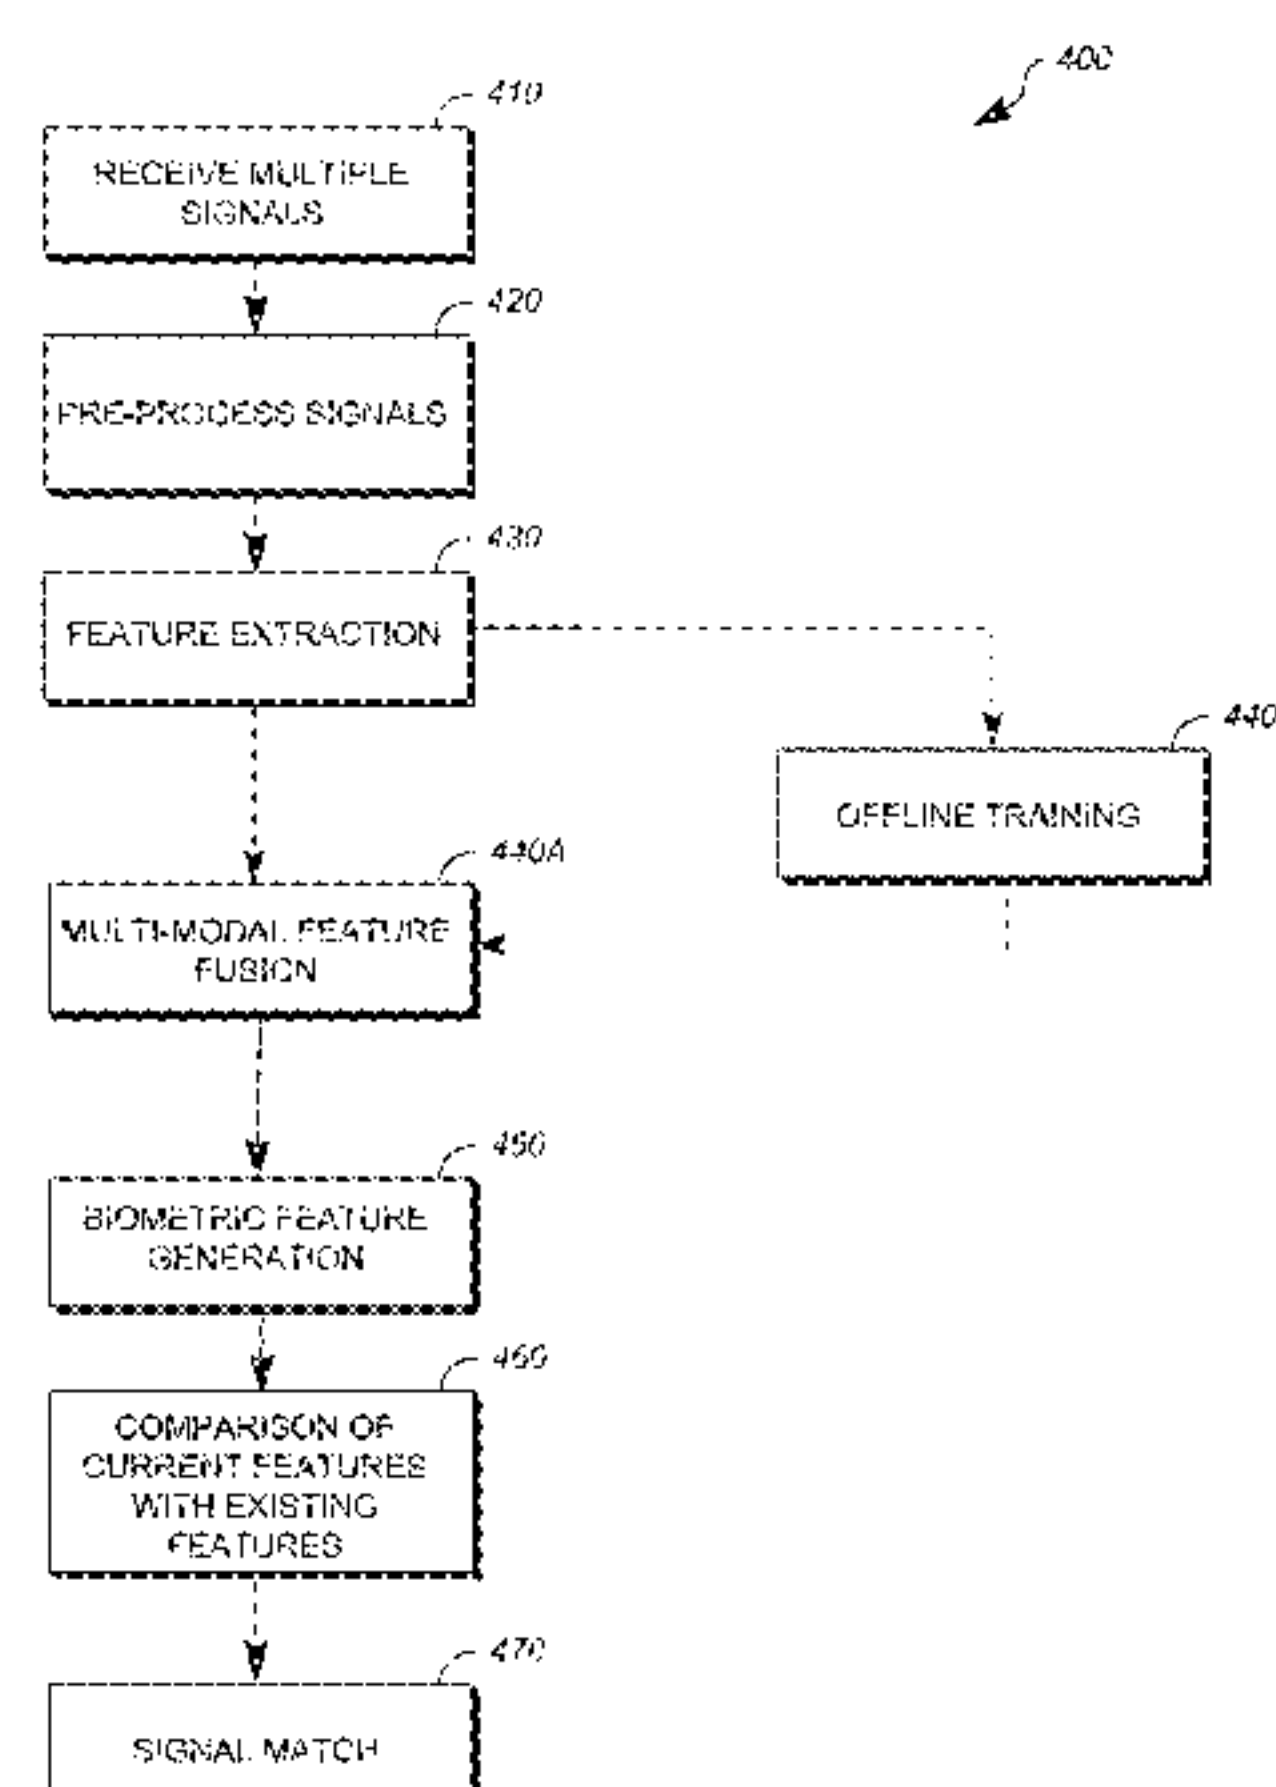 400
410
RECEIVE MULTIPLE
SIGNALS
420
PRE-PROCESS SIGNALS
430
FEATURE EXTRACTION
440
OFFLINE TRAINING
440A
MULTI-MODAL FEATURE
FUSION
450
BIOMETRIC FEATURE
GENERATION
460
COMPARISON OF
CURRENT FEATURES
WITH EXISTING
FEATURES
470
SIGNAL MATCH